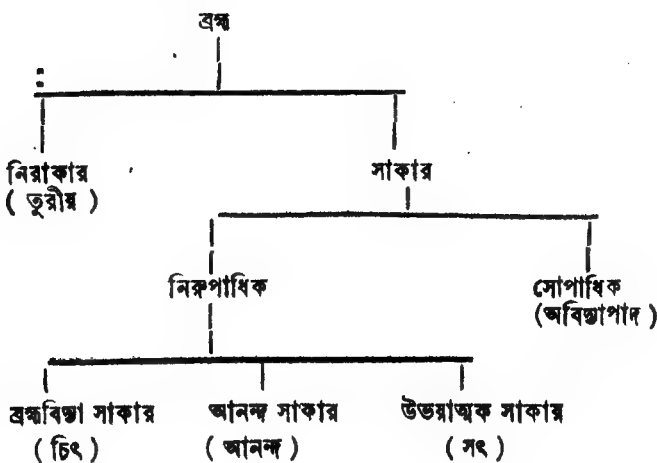 ব্রহ্ম
নিরাকার
( তুরীয় )
সাকার
নিরুপাধিক
সোপাধিক
(অবিদ্যাপাদ )
ব্রহ্মবিদ্যা সাকার
( চিৎ )
আনন্দ সাকার
( আনন্দ )
উভয়াত্মক সাকার
( সৎ )